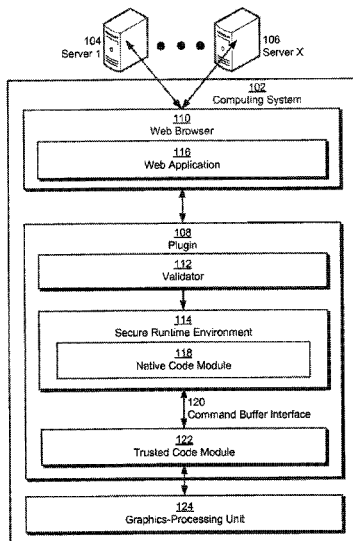 104
Server 1
106
Server X
102
Computing System
110
Web Browser
116
Web Application
108
Plugin
112
Validator
114
Secure Runtime Environment
118
Native Code Module
120
Command Buffer Interface
122
Trusted Code Module
124
Graphics-Processing Unit